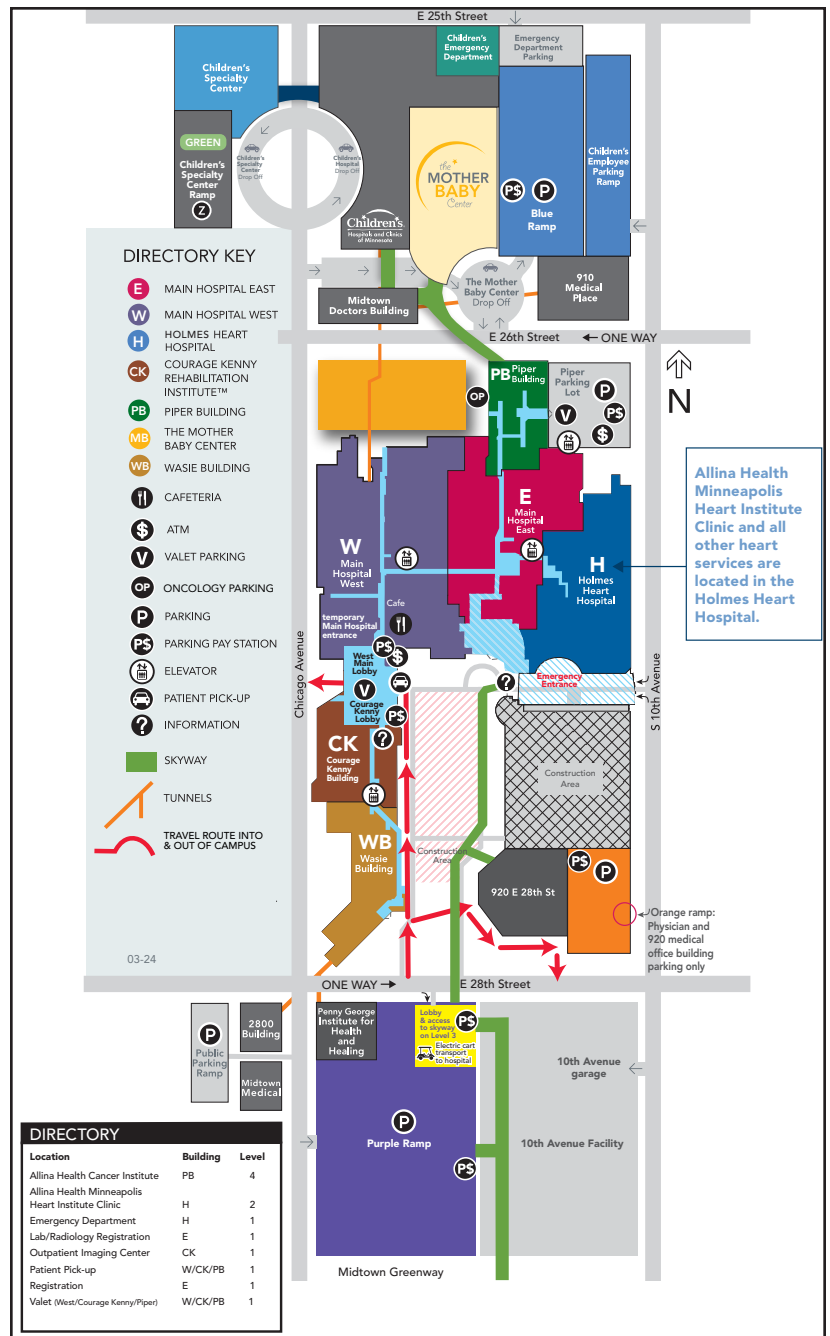 E 25th Street
Children's
Specialty
Center
Children's
Emergency
Department
Emergency
Department
Parking
GREEN
Children's
Specialty
Center
Ramp
Z
Children's
Specialty
Center
Drop Off
Children's
Hospital
Drop Off
the
MOTHER
BABY
Center
P$
P
Blue
Ramp
Children's
Employee
Parking
Ramp
Children's
Hospitals and Clinics
of Minnesota
Midtown
Doctors Building
The Mother
Baby Center
Drop Off
910
Medical
Place
E 26th Street
← ONE WAY
N
DIRECTORY KEY
E MAIN HOSPITAL EAST
W MAIN HOSPITAL WEST
H HOLMES HEART
HOSPITAL
CK COURAGE KENNY
REHABILITATION
INSTITUTE™
PB PIPER BUILDING
MB THE MOTHER
BABY CENTER
WB WASIE BUILDING
CAFETERIA
$ ATM
V VALET PARKING
OP ONCOLOGY PARKING
P PARKING
P$ PARKING PAY STATION
ELEVATOR
PATIENT PICK-UP
? INFORMATION
SKYWAY
TUNNELS
TRAVEL ROUTE INTO
& OUT OF CAMPUS
03-24
PB Piper
Building
OP
Piper
Parking
Lot
P
P$
V
$
E
Main
Hospital
East
W
Main
Hospital
West
H
Holmes
Heart
Hospital
Allina Health
Minneapolis
Heart Institute
Clinic and all
other heart
services are
located in the
Holmes Heart
Hospital.
Cafe
temporary
Main Hospital
entrance
P$
$
West
Main
Lobby
V
Courage
Kenny
Lobby
P$
?
?
Emergency
Entrance
Chicago Avenue
S 10th Avenue
CK
Courage
Kenny
Building
Construction
Area
WB
Wasie
Building
Construction
Area
920 E 28th St
P$
P
Orange ramp:
Physician and
920 medical
office building
parking only
ONE WAY →
E 28th Street
P
Public
Parking
Ramp
2800
Building
Midtown
Medical
Penny George
Institute for
Health
and
Healing
Lobby
& access
to skyway
on Level 3
P$
Electric cart
transport
to hospital
10th Avenue
garage
P
Purple Ramp
P$
10th Avenue Facility
Midtown Greenway
DIRECTORY
Location Building Level
Allina Health Cancer Institute PB 4
Allina Health Minneapolis
Heart Institute Clinic H 2
Emergency Department H 1
Lab/Radiology Registration E 1
Outpatient Imaging Center CK 1
Patient Pick-up W/CK/PB 1
Registration E 1
Valet (West/Courage Kenny/Piper) W/CK/PB 1